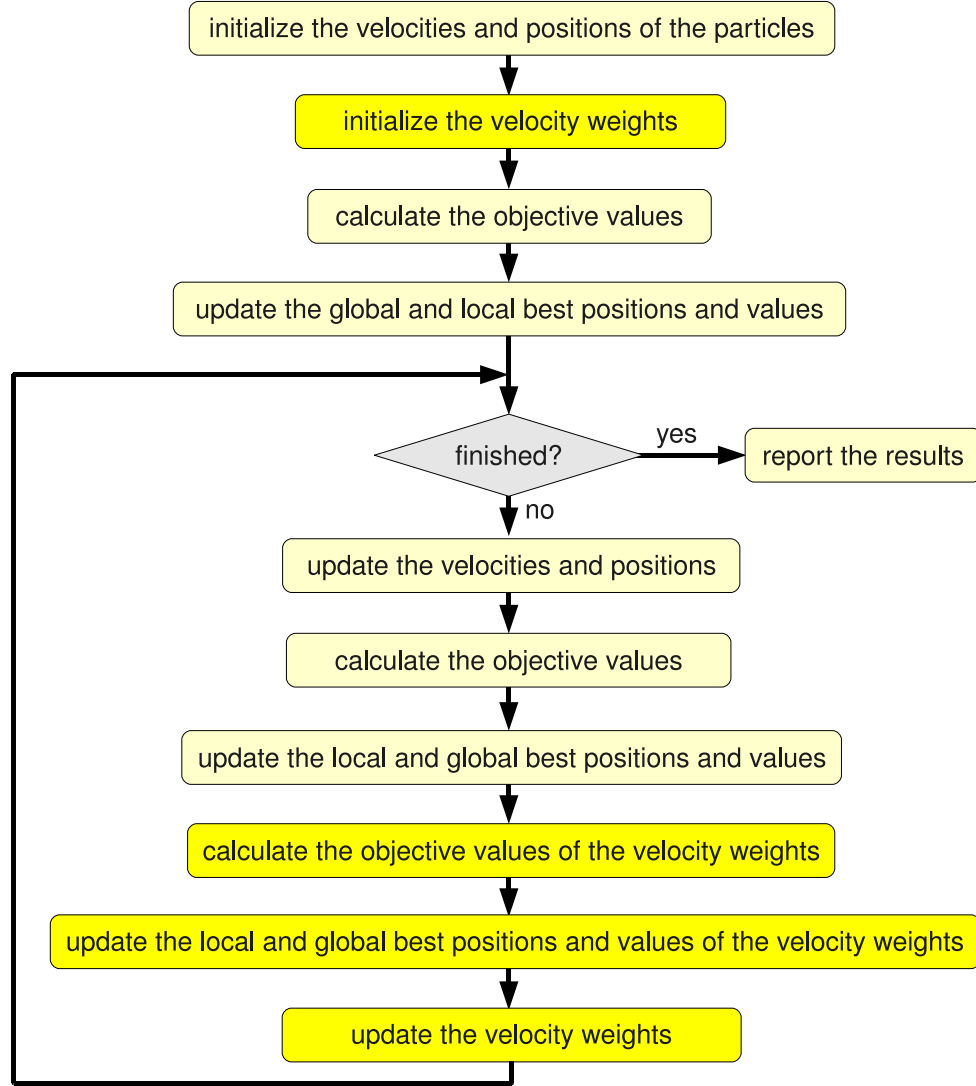 initialize the velocities and positions of the particles
initialize the velocity weights
calculate the objective values
update the global and local best positions and values
finished?
yes
report the results
no
update the velocities and positions
calculate the objective values
update the local and global best positions and values
calculate the objective values of the velocity weights
update the local and global best positions and values of the velocity weights
update the velocity weights